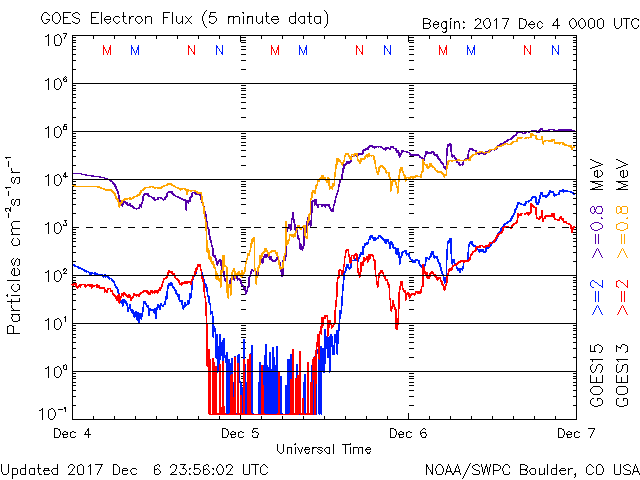 GOES Electron Flux (5 minute data)
Begin: 2017 Dec 4 0000 UTC
M M N N M M N N M M N N
10⁷
10⁶
10⁵
10⁴
10³
10²
10¹
10⁰
10⁻¹
Particles cm⁻²s⁻¹sr⁻¹
GOES15 >=2 >=0.8 MeV
GOES13 >=2 >=0.8 MeV
Dec 4 Dec 5 Dec 6 Dec 7
Universal Time
Updated 2017 Dec 6 23:56:02 UTC
NOAA/SWPC Boulder, CO USA